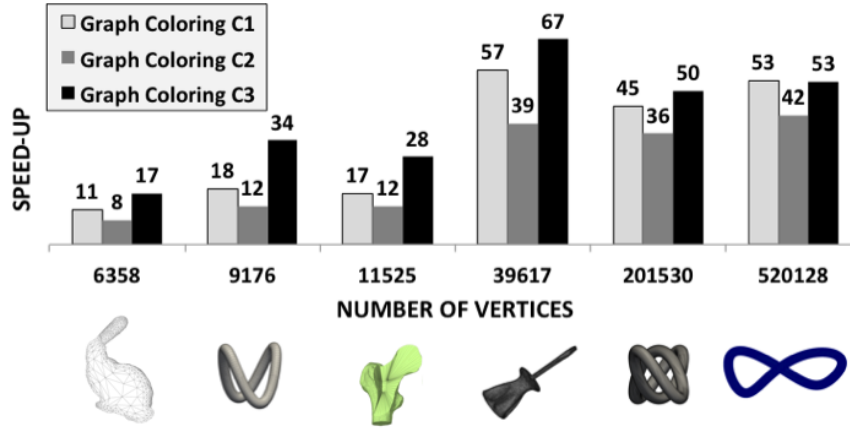 Graph Coloring C1
Graph Coloring C2
Graph Coloring C3
SPEED-UP
11 8 17
18 12 34
17 12 28
57 39 67
45 36 50
53 42 53
6358 9176 11525 39617 201530 520128
NUMBER OF VERTICES